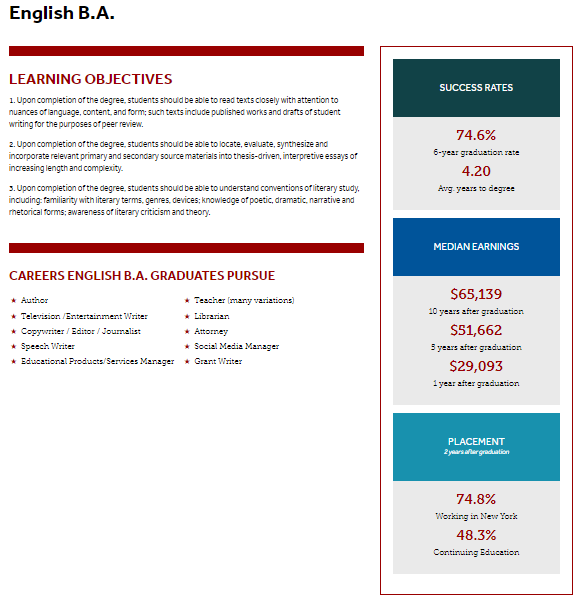 English B.A.
LEARNING OBJECTIVES
1. Upon completion of the degree, students should be able to read texts closely with attention to
nuances of language, content, and form; such texts include published works and drafts of student
writing for the purposes of peer review.
2. Upon completion of the degree, students should be able to locate, evaluate, synthesize and
incorporate relevant primary and secondary source materials into thesis-driven, interpretive essays of
increasing length and complexity.
3. Upon completion of the degree, students should be able to understand conventions of literary study,
including: familiarity with literary terms, genres, devices; knowledge of poetic, dramatic, narrative and
rhetorical forms; awareness of literary criticism and theory.
CAREERS ENGLISH B.A. GRADUATES PURSUE
★ Author
★ Television /Entertainment Writer
★ Copywriter / Editor / Journalist
★ Speech Writer
★ Educational Products/Services Manager
★ Teacher (many variations)
★ Librarian
★ Attorney
★ Social Media Manager
★ Grant Writer
SUCCESS RATES
74.6%
6-year graduation rate
4.20
Avg. years to degree
MEDIAN EARNINGS
$65,139
10 years after graduation
$51,662
5 years after graduation
$29,093
1 year after graduation
PLACEMENT
2 years after graduation
74.8%
Working in New York
48.3%
Continuing Education